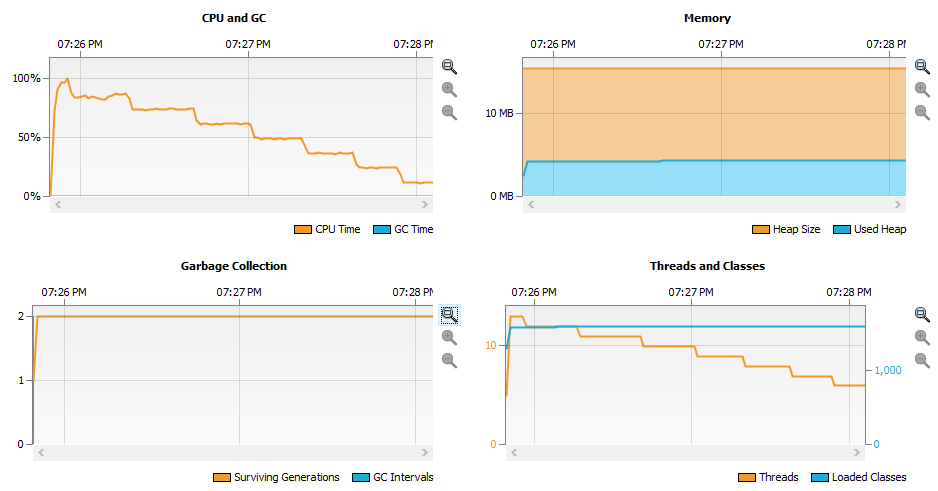 CPU and GC
07:26 PM 07:27 PM 07:28 P
100%
50%
0%
CPU Time GC Time
Memory
07:26 PM 07:27 PM 07:28 P
10 MB
0 MB
Heap Size Used Heap
Garbage Collection
07:26 PM 07:27 PM 07:28 P
2
1
0
Surviving Generations GC Intervals
Threads and Classes
07:26 PM 07:27 PM 07:28 PM
10
1,000
0 0
Threads Loaded Classes